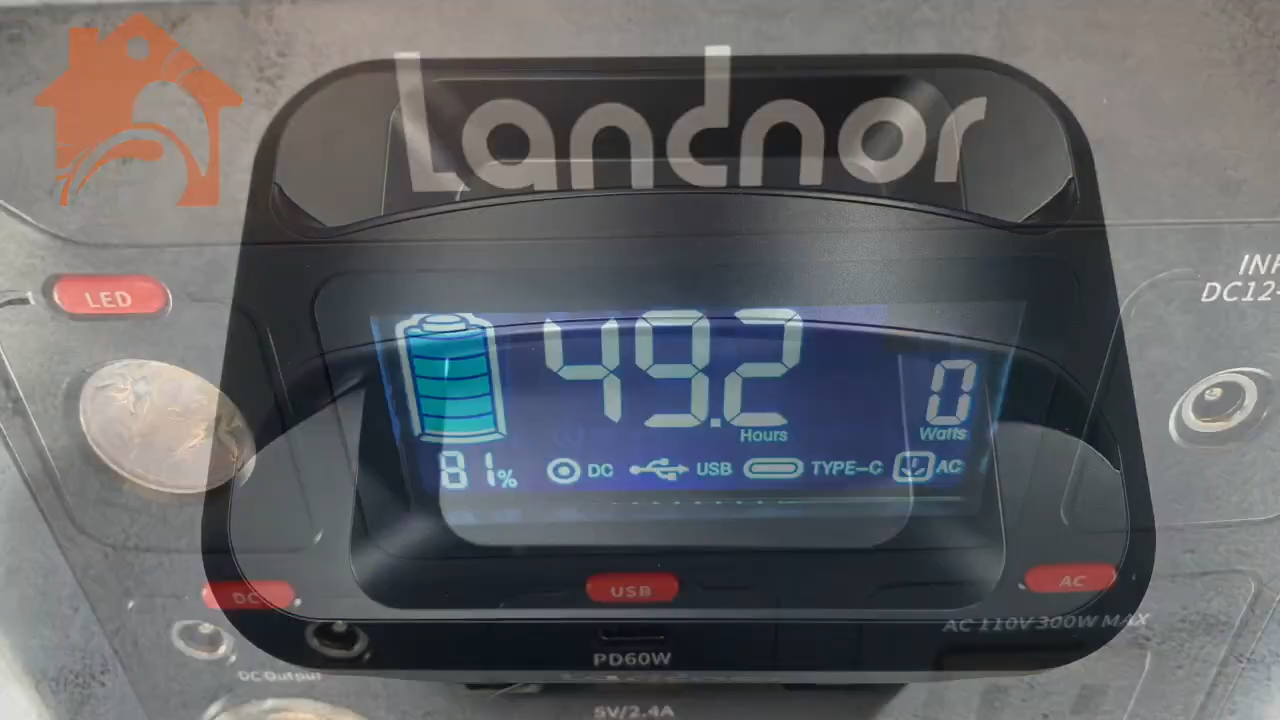 Landnor
LED
DC12-
49.2
Hours
0
Watts
81%
DC
USB
TYPE-C
AC
DC
USB
AC
AC 110V 300W MAX
PD60W
DC Output
5V/2.4A